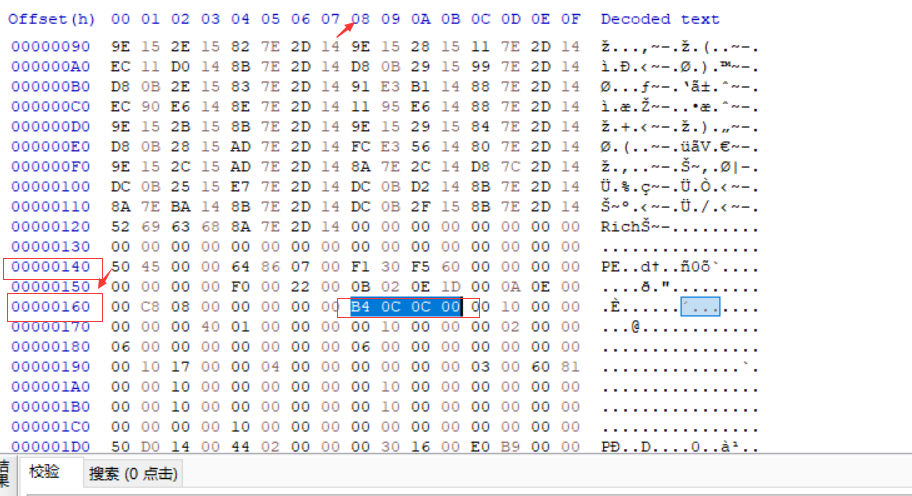 Offset(h) 00 01 02 03 04 05 06 07 08 09 0A 0B 0C 0D 0E 0F Decoded text
00000090 9E 15 2E 15 82 7E 2D 14 9E 15 28 15 11 7E 2D 14 ž...‚~-.ž.(..~-.
000000A0 EC 11 D0 14 8B 7E 2D 14 D8 0B 29 15 99 7E 2D 14 ì.Ð.‹~-.Ø.).™~-.
000000B0 D8 0B 2E 15 83 7E 2D 14 91 E3 B1 14 88 7E 2D 14 Ø...ƒ~-.‘ã±.ˆ~-.
000000C0 EC 90 E6 14 8E 7E 2D 14 11 95 E6 14 88 7E 2D 14 ì.æ.Ž~-..•æ.ˆ~-.
000000D0 9E 15 2B 15 8B 7E 2D 14 9E 15 29 15 84 7E 2D 14 ž.+.‹~-.ž.).„~-.
000000E0 D8 0B 28 15 AD 7E 2D 14 FC E3 56 14 80 7E 2D 14 Ø.(..~-.üãV.€~-.
000000F0 9E 15 2C 15 AD 7E 2D 14 8A 7E 2C 14 D8 7C 2D 14 ž.,..~-.Š~,.Ø|-.
00000100 DC 0B 25 15 E7 7E 2D 14 DC 0B D2 14 8B 7E 2D 14 Ü.%.ç~-.Ü.Ò.‹~-.
00000110 8A 7E BA 14 8B 7E 2D 14 DC 0B 2F 15 8B 7E 2D 14 Š~º.‹~-.Ü./.‹~-.
00000120 52 69 63 68 8A 7E 2D 14 00 00 00 00 00 00 00 00 RichŠ~-.........
00000130 00 00 00 00 00 00 00 00 00 00 00 00 00 00 00 00 ................
00000140 50 45 00 00 64 86 07 00 F1 30 F5 60 00 00 00 00 PE..d†..ñ0õ`....
00000150 00 00 00 00 F0 00 22 00 0B 02 0E 1D 00 0A 0E 00 ....ð.".........
00000160 00 C8 08 00 00 00 00 00 B4 0C 0C 00 00 10 00 00 .È......´.......
00000170 00 00 00 40 01 00 00 00 00 10 00 00 00 02 00 00 ...@............
00000180 06 00 00 00 00 00 00 00 06 00 00 00 00 00 00 00 ................
00000190 00 10 17 00 00 04 00 00 00 00 00 00 03 00 60 81 ..............`.
000001A0 00 00 10 00 00 00 00 00 00 10 00 00 00 00 00 00 ................
000001B0 00 00 10 00 00 00 00 00 00 10 00 00 00 00 00 00 ................
000001C0 00 00 00 00 10 00 00 00 00 00 00 00 00 00 00 00 ................
000001D0 50 D0 14 00 44 02 00 00 00 30 16 00 E0 B9 00 00 PÐ..D....0..à¹..
结果 校验 搜索 (0 点击)